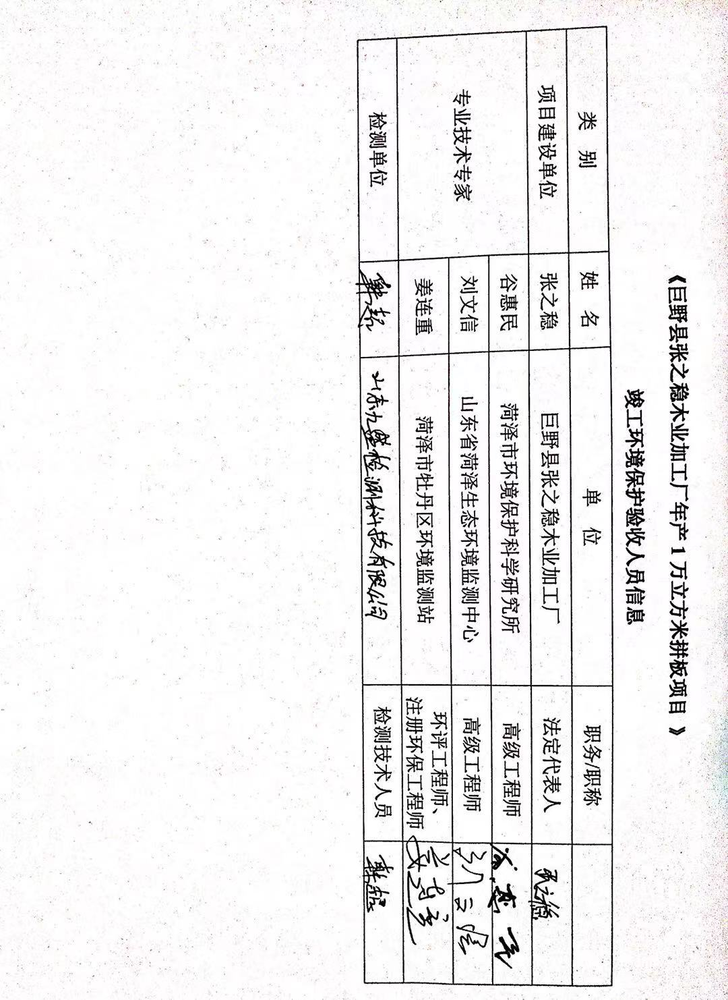 《巨野县张之稳木业加工厂年产1万立方米拼板项目》
竣工环境保护验收人员信息
类 别 姓 名 单 位 职务/职称
项目建设单位 张之稳 巨野县张之稳木业加工厂 法定代表人 张之稳
专业技术专家 谷惠民 菏泽市环境保护科学研究所 高级工程师 谷惠民
刘文信 山东省菏泽生态环境监测中心 高级工程师 刘文信
姜连重 菏泽市牡丹区环境监测站 环评工程师、
注册环保工程师 姜连重
检测单位 山东九盛检测科技有限公司 检测技术人员